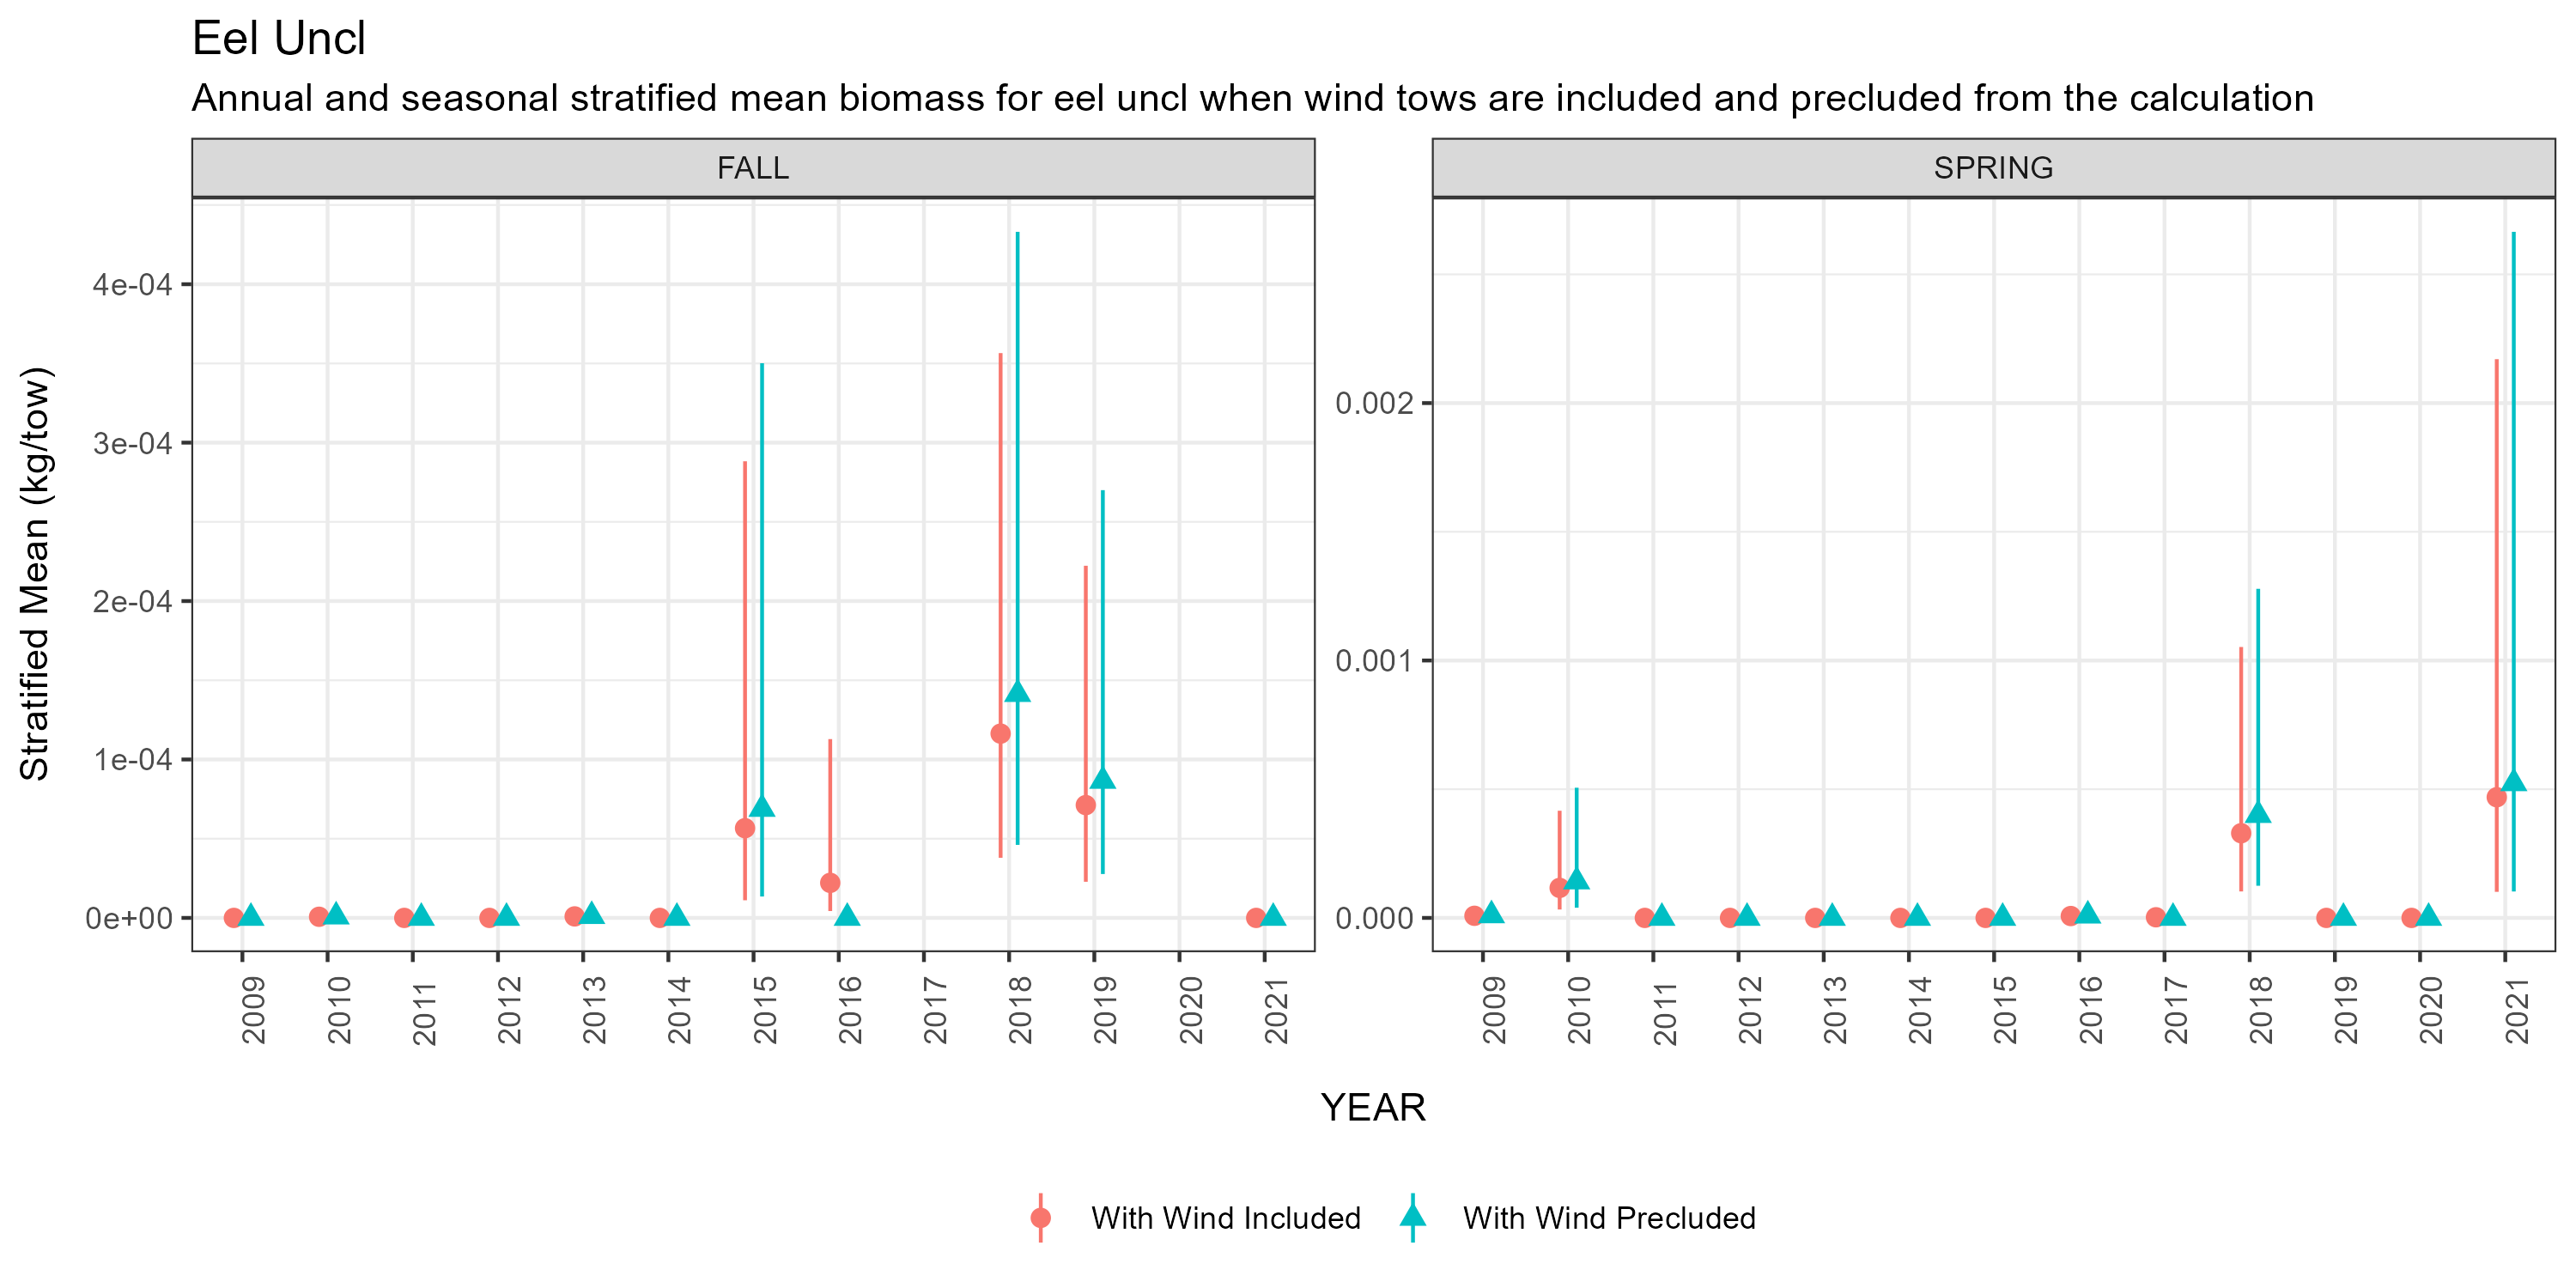 Eel Uncl
Annual and seasonal stratified mean biomass for eel uncl when wind tows are included and precluded from the calculation
FALL
SPRING
Stratified Mean (kg/tow)
4e-04
3e-04
2e-04
1e-04
0e+00
0.002
0.001
0.000
2009
2010
2011
2012
2013
2014
2015
2016
2017
2018
2019
2020
2021
2009
2010
2011
2012
2013
2014
2015
2016
2017
2018
2019
2020
2021
YEAR
With Wind Included
With Wind Precluded